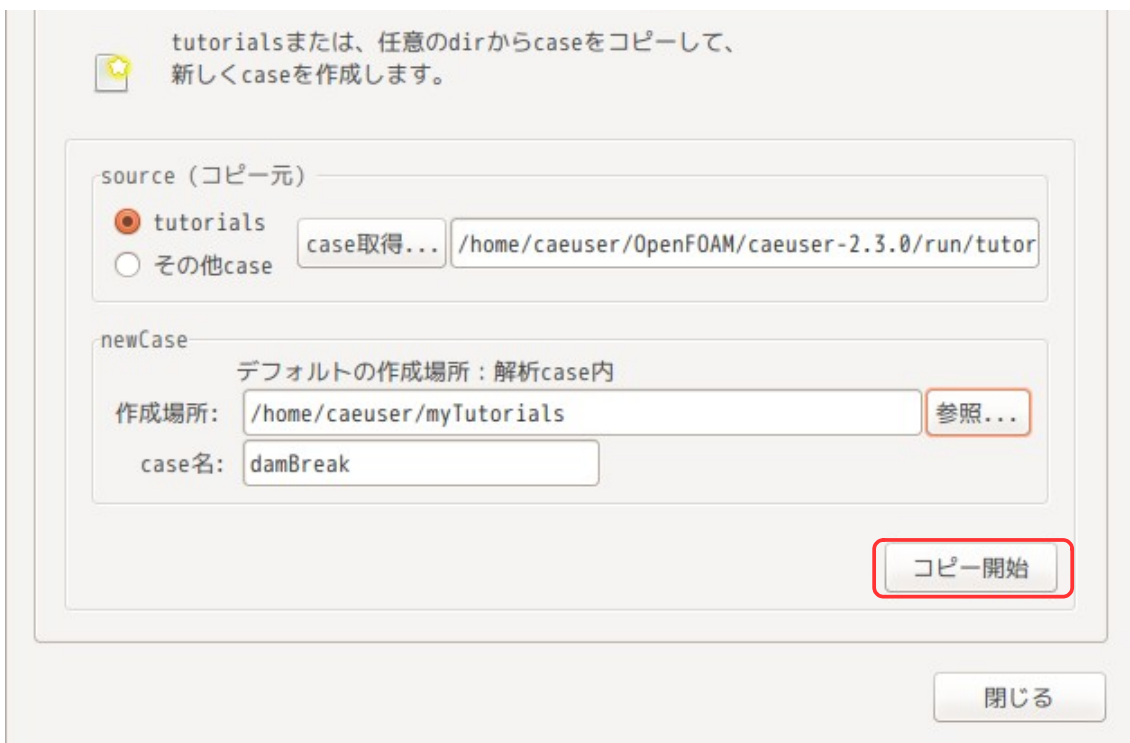 tutorialsまたは、任意のdirからcaseをコピーして、
新しくcaseを作成します。
source (コピー元)
tutorials
その他case
case取得...
/home/caeuser/OpenFOAM/caeuser-2.3.0/run/tutor
newCase
デフォルトの作成場所：解析case内
作成場所:
/home/caeuser/myTutorials
参照...
case名:
damBreak
コピー開始
閉じる